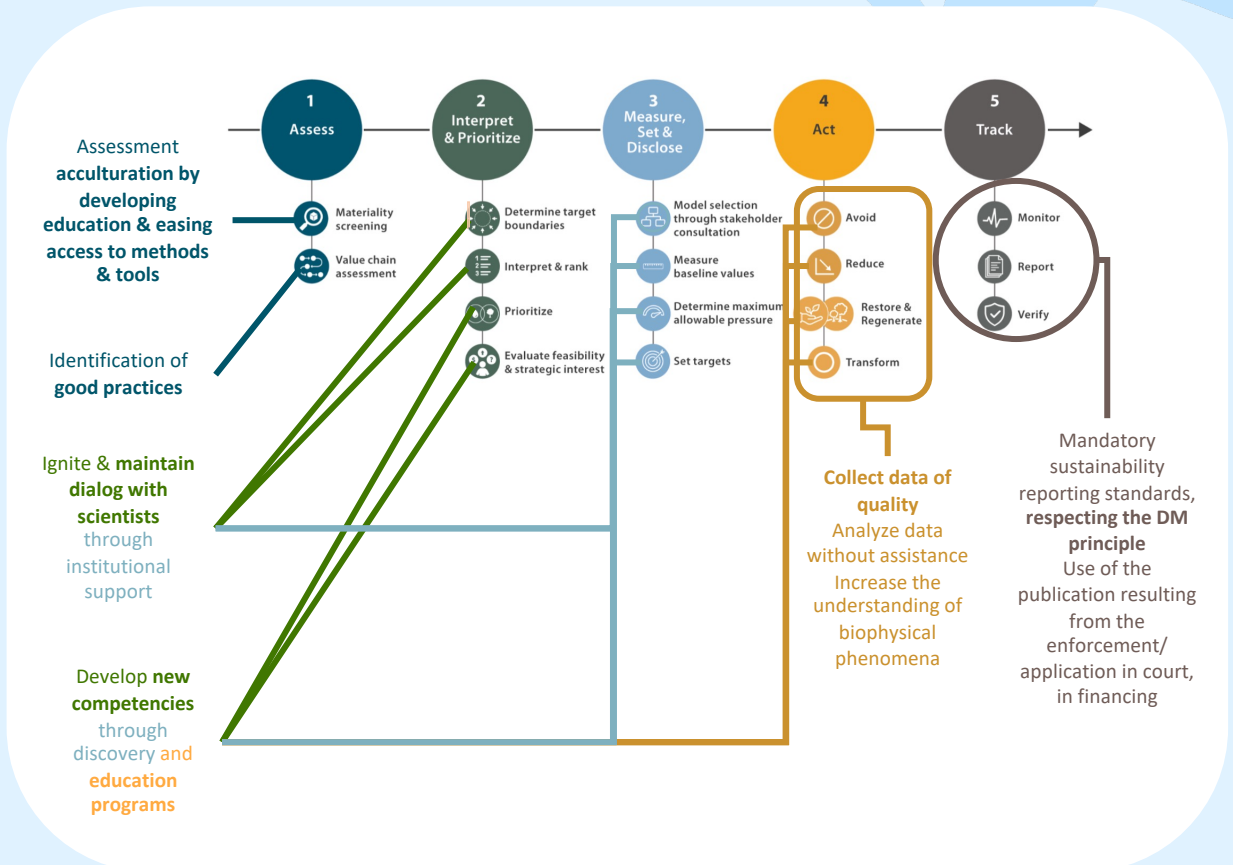 1
Assess
2
Interpret
& Prioritize
3
Measure,
Set &
Disclose
4
Act
5
Track
Materiality
screening
Value chain
assessment
Determine target
boundaries
Interpret & rank
Prioritize
Evaluate feasibility
& strategic interest
Model selection
through stakeholder
consultation
Measure
baseline values
Determine maximum
allowable pressure
Set targets
Avoid
Reduce
Restore &
Regenerate
Transform
Monitor
Report
Verify
Assessment
acculturation by
developing
education & easing
access to methods
& tools
Identification of
good practices
Ignite & maintain
dialog with
scientists
through
institutional
support
Develop new
competencies
through
discovery and
education
programs
Collect data of
quality
Analyze data
without assistance
Increase the
understanding of
biophysical
phenomena
Mandatory
sustainability
reporting standards,
respecting the DM
principle
Use of the
publication resulting
from the
enforcement/
application in court,
in financing